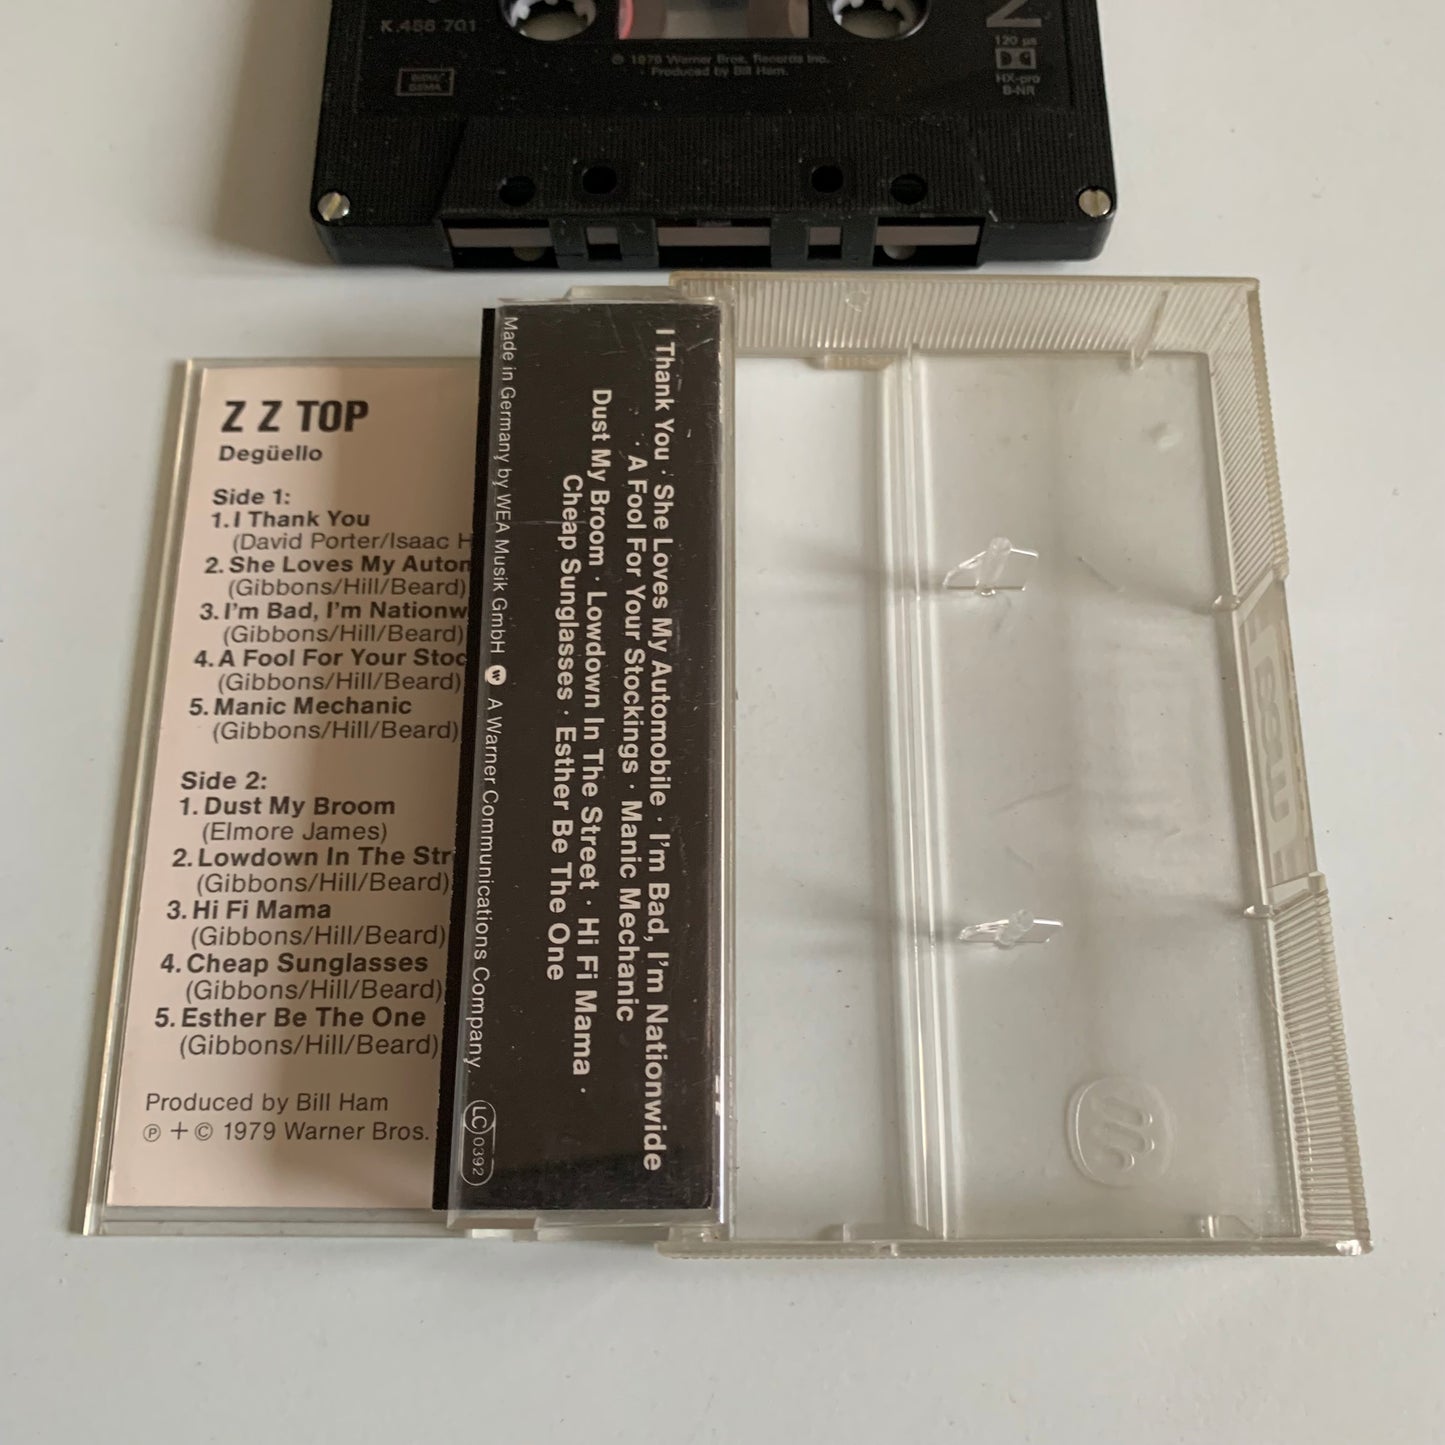 K.456 701
120 µs
HX-pro
B-NR
BIEM/
GEMA
℗ 1979 Warner Bros. Records Inc.
Produced by Bill Ham.
Z Z TOP
Degüello
Side 1:
1. I Thank You
(David Porter/Isaac H
2. She Loves My Autom
(Gibbons/Hill/Beard)
3. I'm Bad, I'm Nationw
(Gibbons/Hill/Beard)
4. A Fool For Your Stoc
(Gibbons/Hill/Beard)
5. Manic Mechanic
(Gibbons/Hill/Beard)
Side 2:
1. Dust My Broom
(Elmore James)
2. Lowdown In The Str
(Gibbons/Hill/Beard)
3. Hi Fi Mama
(Gibbons/Hill/Beard)
4. Cheap Sunglasses
(Gibbons/Hill/Beard)
5. Esther Be The One
(Gibbons/Hill/Beard)
Produced by Bill Ham
℗ + © 1979 Warner Bros.
I Thank You · She Loves My Automobile · I'm Bad, I'm Nationwide
· A Fool For Your Stockings · Manic Mechanic
Dust My Broom · Lowdown In The Street · Hi Fi Mama ·
Cheap Sunglasses · Esther Be The One
Made in Germany by WEA Musik GmbH W A Warner Communications Company. LC 0392